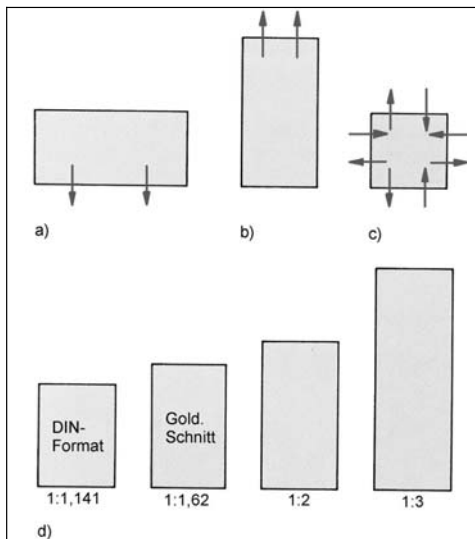 a)
b)
c)
DIN-
Format
Gold.
Schnitt
1:1,141
1:1,62
1:2
1:3
d)